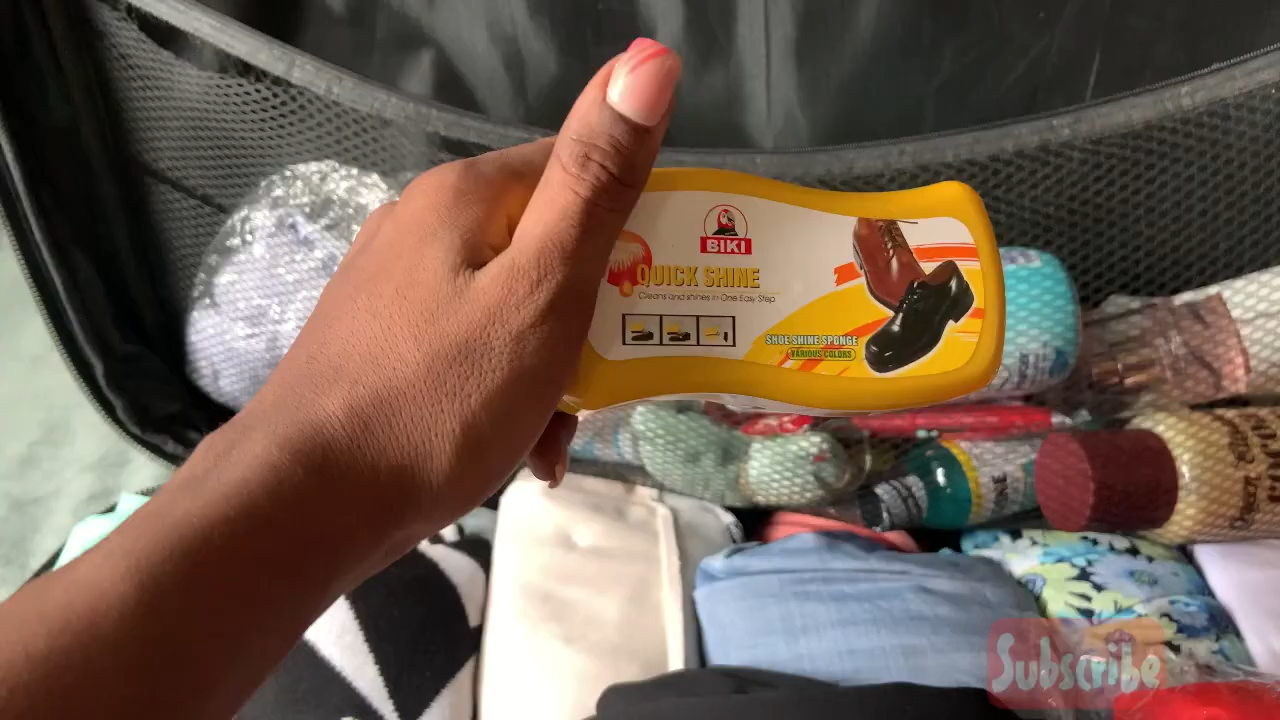 BIKI
QUICK SHINE
Cleans and shines in One Easy Step
SHOE SHINE SPONGE
VARIOUS COLORS
Subscribe